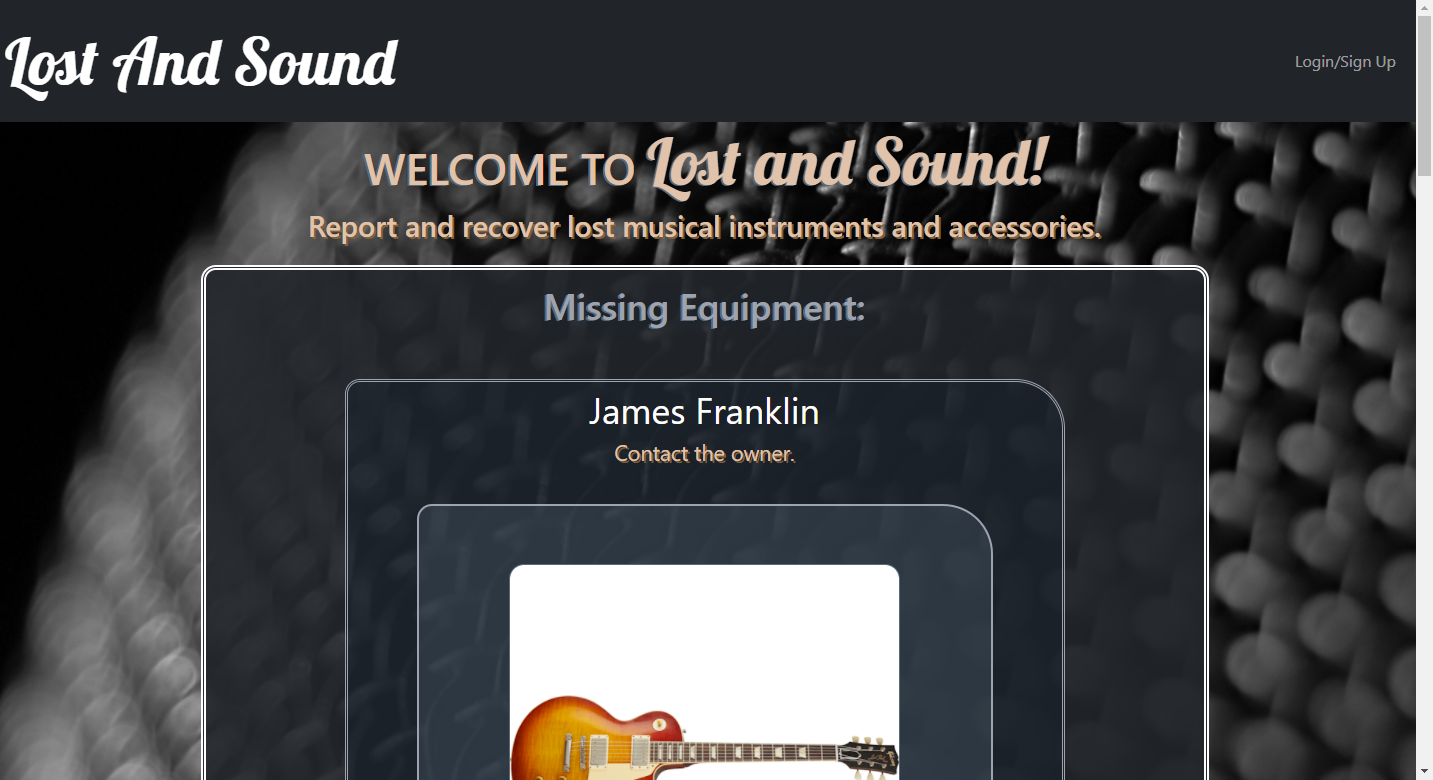 Lost And Sound
Login/Sign Up
WELCOME TO Lost and Sound!
Report and recover lost musical instruments and accessories.
Missing Equipment:
James Franklin
Contact the owner.